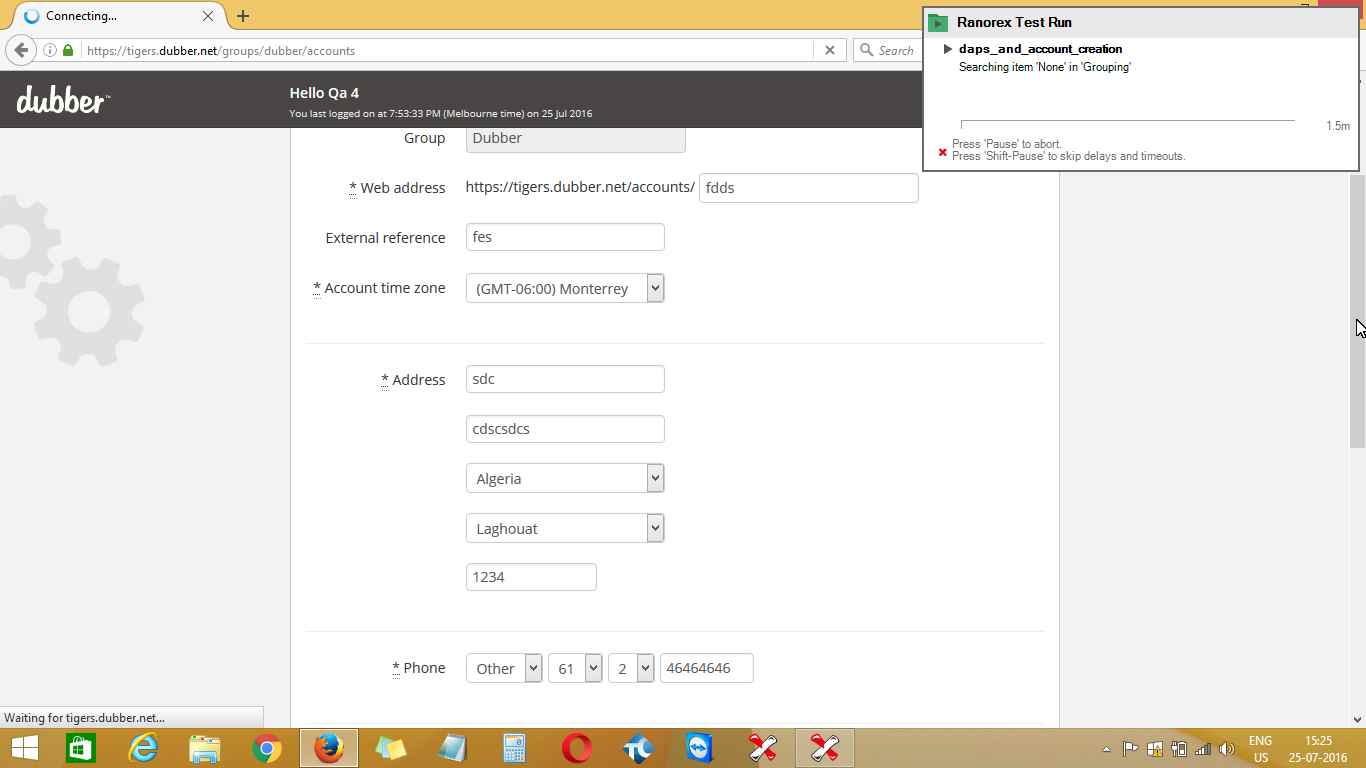 Connecting...
https://tigers.dubber.net/groups/dubber/accounts
Search
Ranorex Test Run
daps_and_account_creation
Searching item 'None' in 'Grouping'
1.5m
Press 'Pause' to abort.
Press 'Shift-Pause' to skip delays and timeouts.
dubber™
Hello Qa 4
You last logged on at 7:53:33 PM (Melbourne time) on 25 Jul 2016
Group Dubber
* Web address https://tigers.dubber.net/accounts/ fdds
External reference fes
* Account time zone (GMT-06:00) Monterrey
* Address sdc
cdscsdcs
Algeria
Laghouat
1234
* Phone Other 61 2 46464646
Waiting for tigers.dubber.net...
ENG 15:25
US 25-07-2016